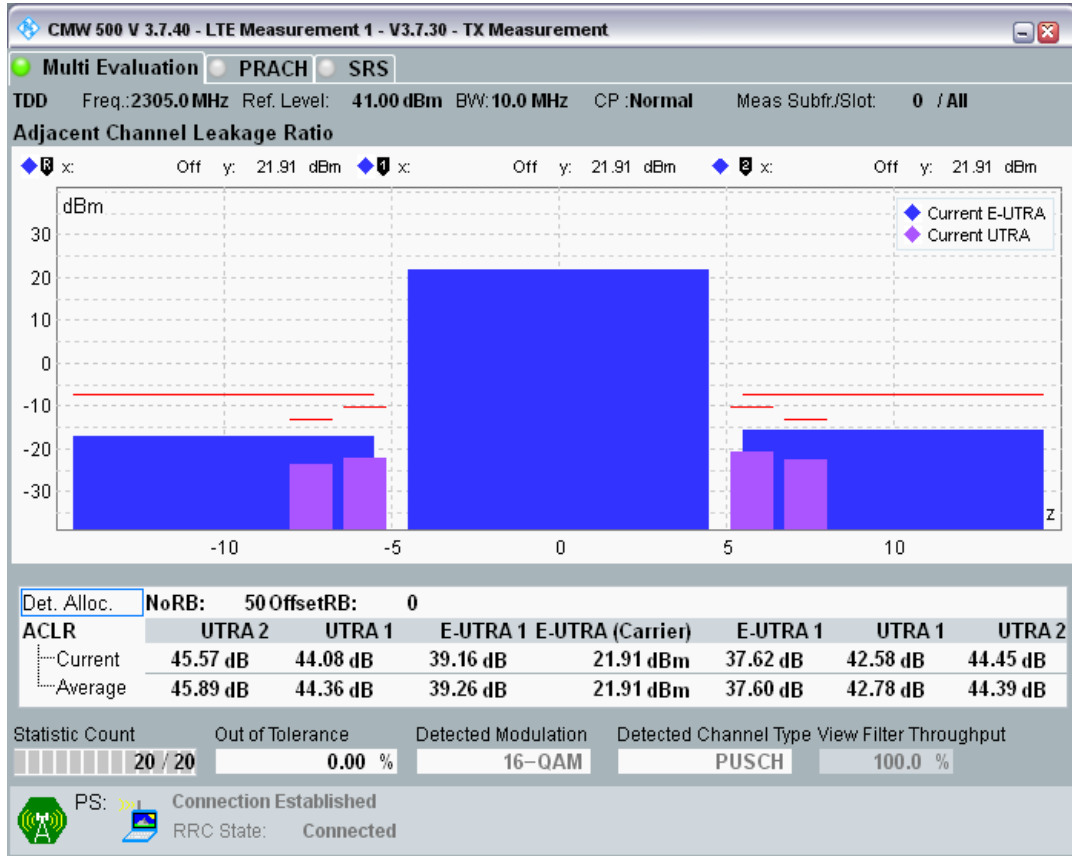 CMW 500 V 3.7.40 - LTE Measurement 1 - V3.7.30 - TX Measurement
Multi Evaluation PRACH SRS
TDD Freq.:2305.0 MHz Ref. Level: 41.00 dBm BW: 10.0 MHz CP :Normal Meas Subfr./Slot: 0 / All
Adjacent Channel Leakage Ratio
R x: Off y: 21.91 dBm 1 x: Off y: 21.91 dBm 2 x: Off y: 21.91 dBm
dBm
Current E-UTRA
Current UTRA
30
20
10
0
-10
-20
-30
z
-10 -5 0 5 10
Det. Alloc. NoRB: 50 OffsetRB: 0
ACLR UTRA 2 UTRA 1 E-UTRA 1 E-UTRA (Carrier) E-UTRA 1 UTRA 1 UTRA 2
Current 45.57 dB 44.08 dB 39.16 dB 21.91 dBm 37.62 dB 42.58 dB 44.45 dB
Average 45.89 dB 44.36 dB 39.26 dB 21.91 dBm 37.60 dB 42.78 dB 44.39 dB
Statistic Count Out of Tolerance Detected Modulation Detected Channel Type View Filter Throughput
20 / 20 0.00 % 16-QAM PUSCH 100.0 %
PS: Connection Established
RRC State: Connected